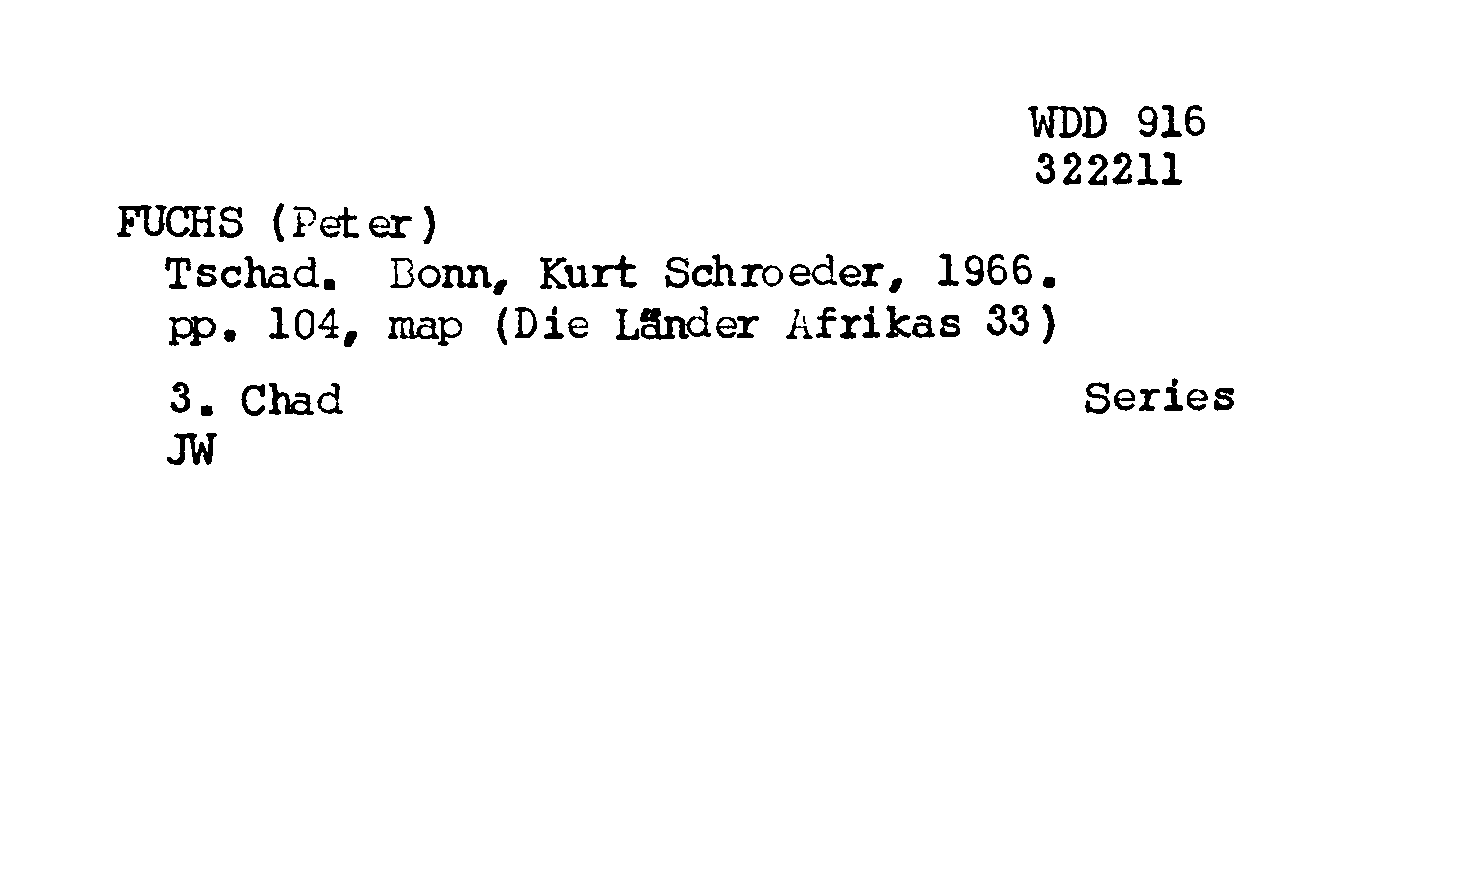 WDD 916
322211
FUCHS (Peter)
Tschad. Bonn, Kurt Schroeder, 1966.
pp. 104, map (Die Länder Afrikas 33)
3. Chad Series
JW